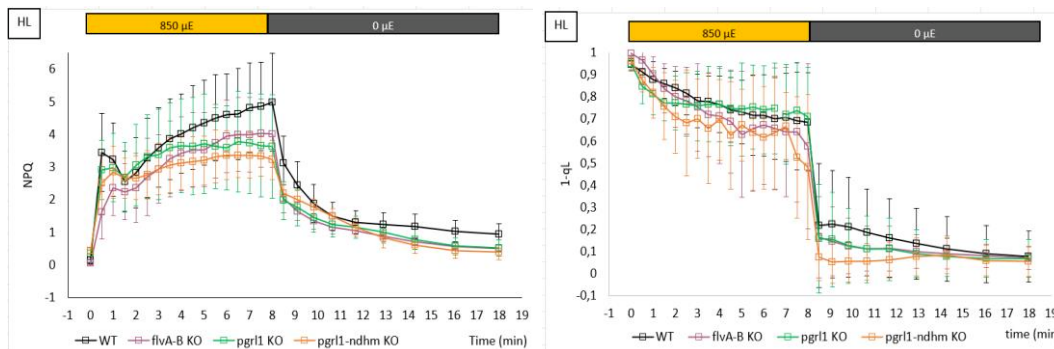 HL
850 µE
0 µE
NPQ
6
5
4
3
2
1
0
-1
-1 0 1 2 3 4 5 6 7 8 9 10 11 12 13 14 15 16 17 18 19
WT
flvA-B KO
pgrl1 KO
pgrl1-ndhm KO
Time (min)
HL
850 µE
0 µE
1-qL
1
0,9
0,8
0,7
0,6
0,5
0,4
0,3
0,2
0,1
0
-0,1
-1 0 1 2 3 4 5 6 7 8 9 10 11 12 13 14 15 16 17 18 19
WT
flvA-B KO
pgrl1 KO
pgrl1-ndhm KO
time (min)